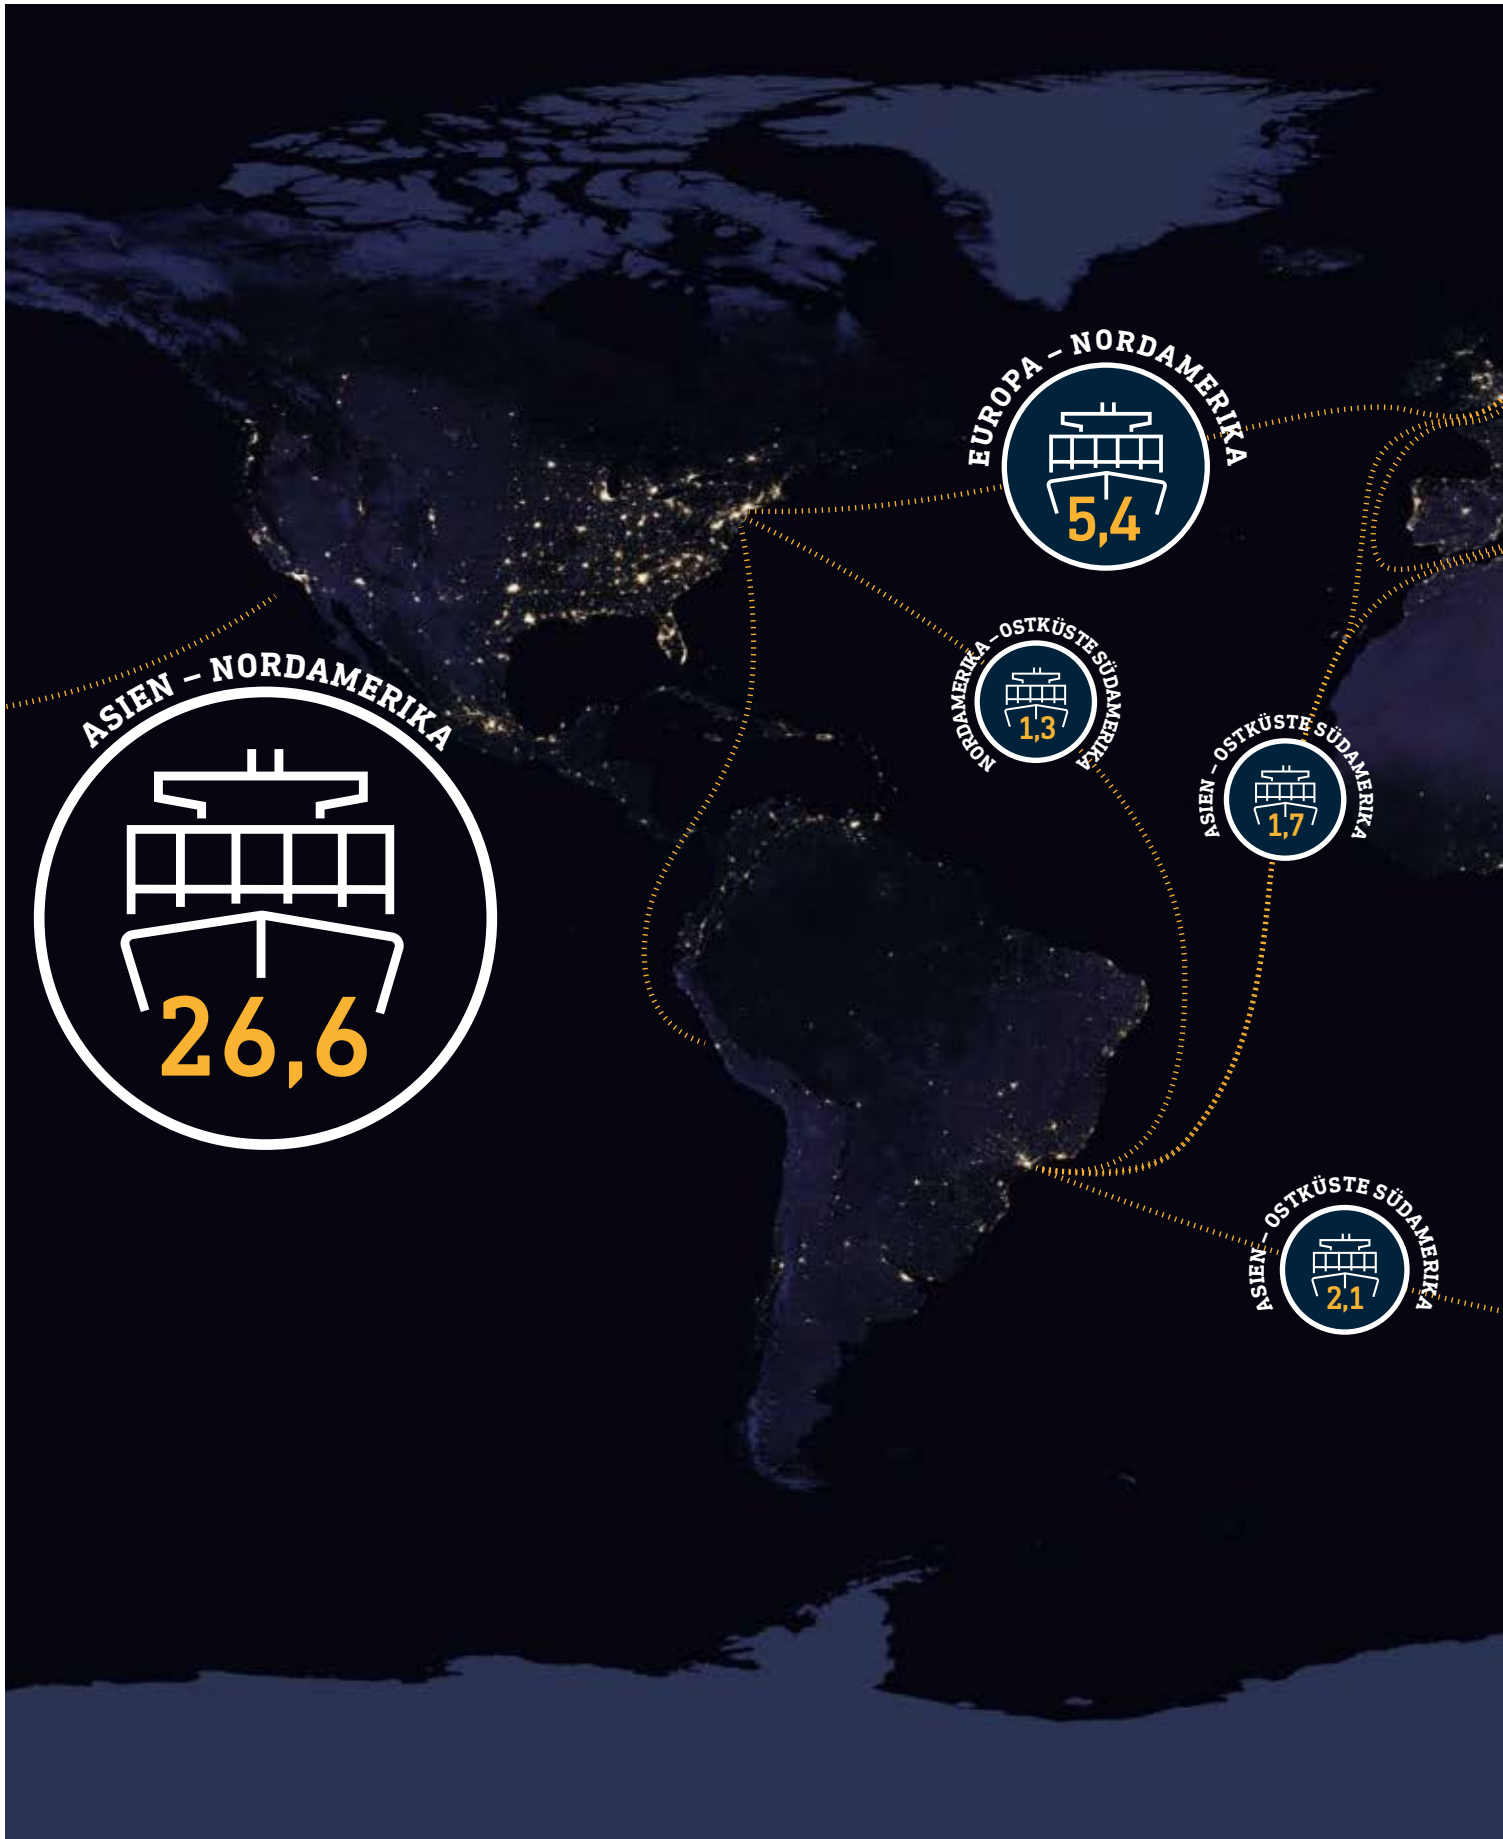 EUROPA – NORDAMERIKA
5,4
NORDAMERIKA – OSTKÜSTE SÜDAMERIKA
1,3
ASIEN – NORDAMERIKA
26,6
ASIEN – OSTKÜSTE SÜDAMERIKA
1,7
ASIEN – OSTKÜSTE SÜDAMERIKA
2,1